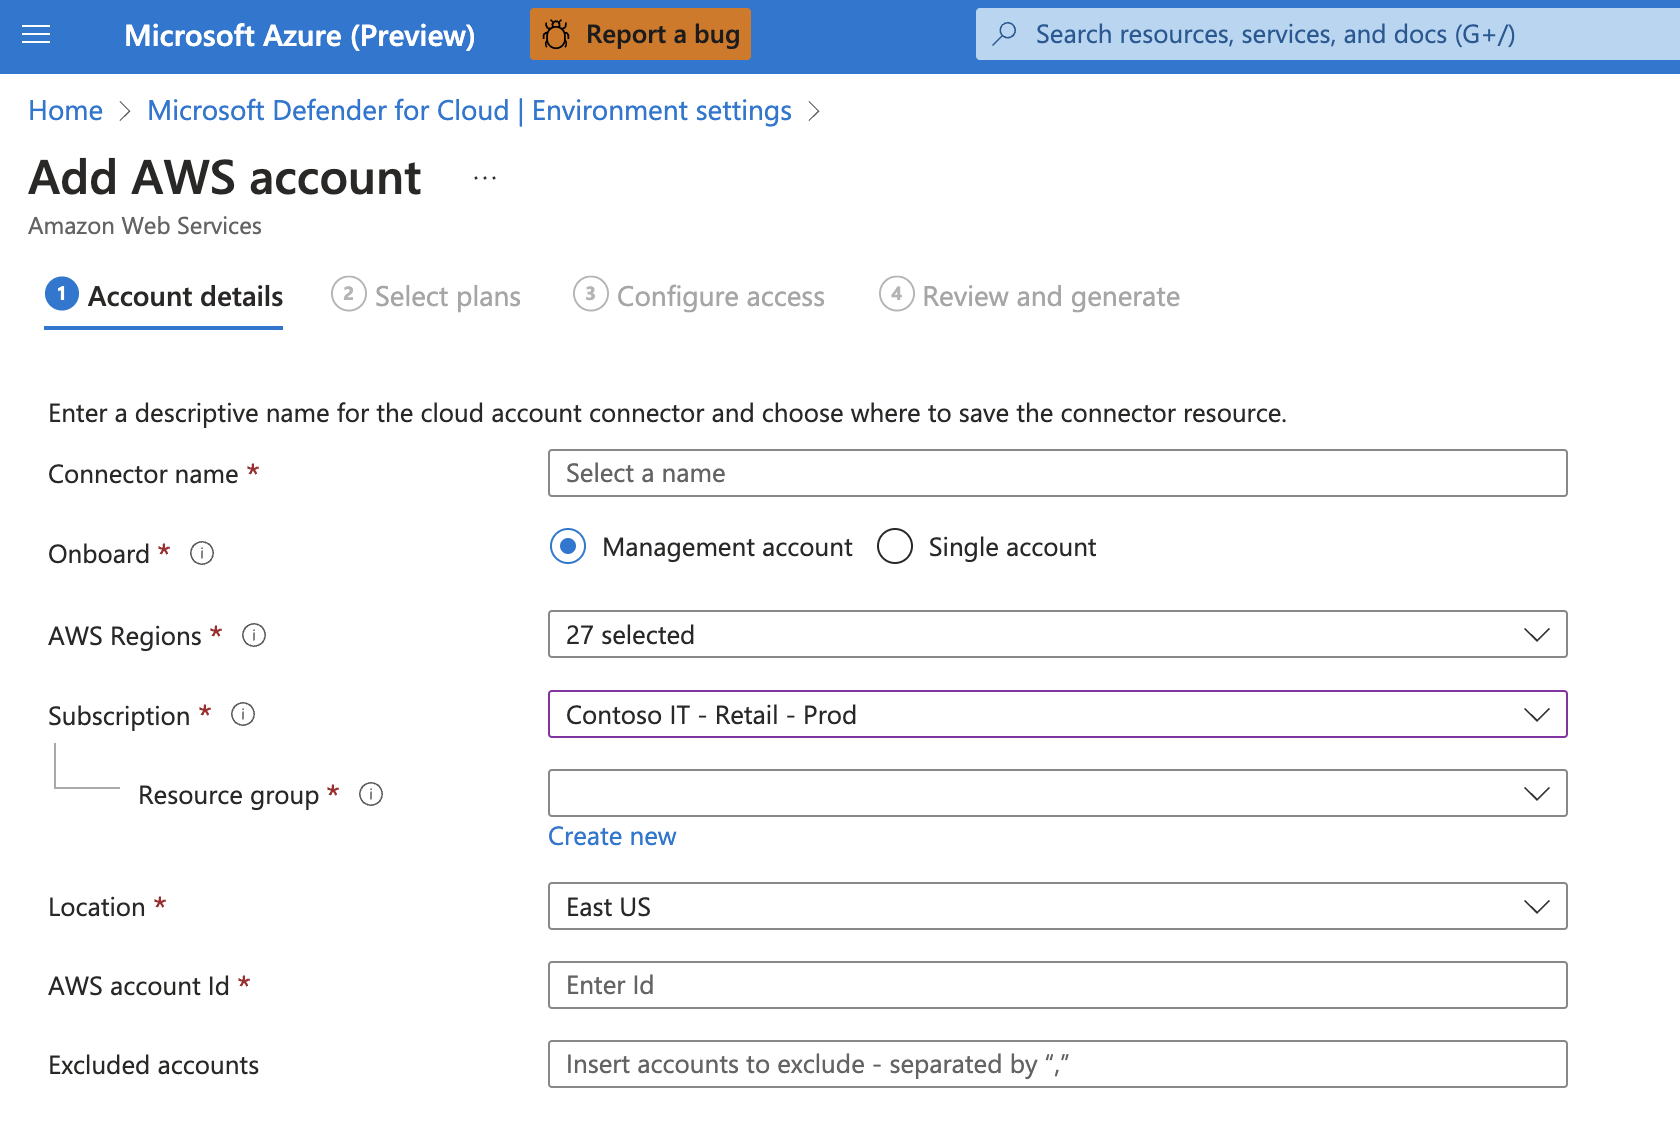 Microsoft Azure (Preview)
Report a bug
Search resources, services, and docs (G+/)
Home > Microsoft Defender for Cloud | Environment settings >
Add AWS account ...
Amazon Web Services
1 Account details
2 Select plans
3 Configure access
4 Review and generate
Enter a descriptive name for the cloud account connector and choose where to save the connector resource.
Connector name *
Select a name
Onboard *
Management account
Single account
AWS Regions *
27 selected
Subscription *
Contoso IT - Retail - Prod
Resource group *
Create new
Location *
East US
AWS account Id *
Enter Id
Excluded accounts
Insert accounts to exclude - separated by “,”